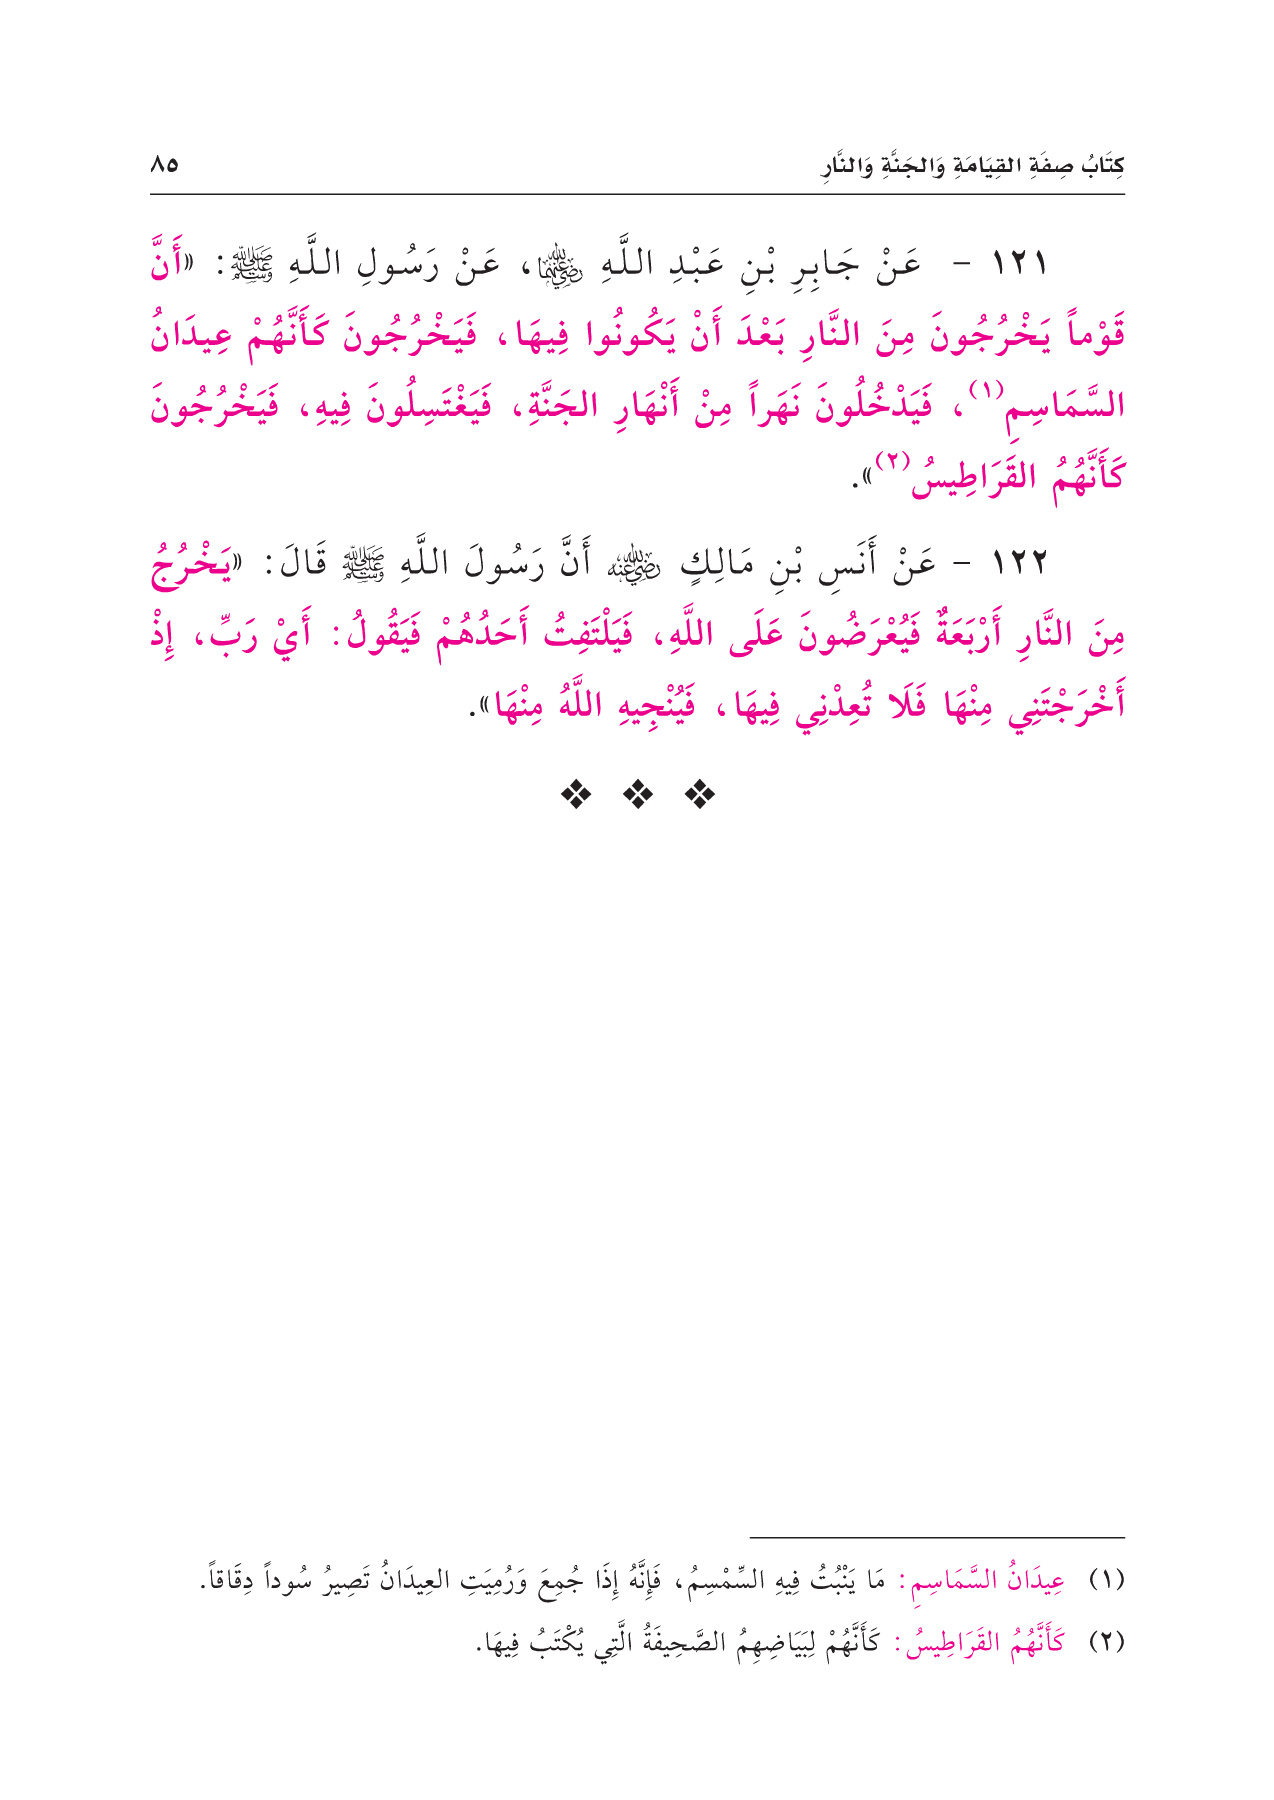 كِتَابُ صِفَةِ القِيَامَةِ وَالجَنَّةِ وَالنَّارِ ٨٥
١٢١ - عَنْ جَابِرِ بْنِ عَبْدِ اللَّهِ رضي الله عنهما، عَنْ رَسُولِ اللَّهِ ﷺ: «أَنَّ
قَوْماً يَخْرُجُونَ مِنَ النَّارِ بَعْدَ أَنْ يَكُونُوا فِيهَا، فَيَخْرُجُونَ كَأَنَّهُمْ عِيدَانُ
السَّمَاسِمِ(١)، فَيَدْخُلُونَ نَهَراً مِنْ أَنْهَارِ الجَنَّةِ، فَيَغْتَسِلُونَ فِيهِ، فَيَخْرُجُونَ
كَأَنَّهُمُ القَرَاطِيسُ(٢)».
١٢٢ - عَنْ أَنَسِ بْنِ مَالِكٍ رضي الله عنه أَنَّ رَسُولَ اللَّهِ ﷺ قَالَ: «يَخْرُجُ
مِنَ النَّارِ أَرْبَعَةٌ فَيُعْرَضُونَ عَلَى اللَّهِ، فَيَلْتَفِتُ أَحَدُهُمْ فَيَقُولُ: أَيْ رَبِّ، إِذْ
أَخْرَجْتَنِي مِنْهَا فَلَا تُعِدْنِي فِيهَا، فَيُنْجِيهِ اللَّهُ مِنْهَا».
(١) عِيدَانُ السَّمَاسِمِ: مَا يَنْبُتُ فِيهِ السِّمْسِمُ، فَإِنَّهُ إِذَا جُمِعَ وَرُمِيَتِ العِيدَانُ تَصِيرُ سُوداً دِقَاقاً.
(٢) كَأَنَّهُمُ القَرَاطِيسُ: كَأَنَّهُمْ لِبَيَاضِهِمُ الصَّحِيفَةُ الَّتِي يُكْتَبُ فِيهَا.